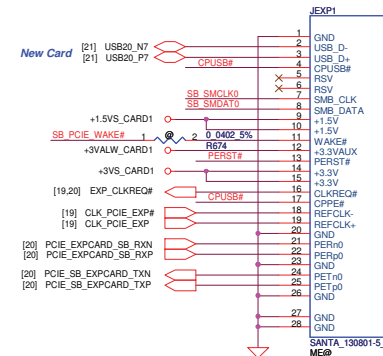 JEXP1
New Card
[21] USB20_N7
[21] USB20_P7
CPUSB#
SB_SMCLK0
SB_SMDAT0
+1.5VS_CARD1
SB_PCIE_WAKE# 1 @ 2 0_0402_5%
+3VALW_CARD1 R674
PERST#
+3VS_CARD1
[19,20] EXP_CLKREQ#
CPUSB#
[19] CLK_PCIE_EXP#
[19] CLK_PCIE_EXP
[20] PCIE_EXPCARD_SB_RXN
[20] PCIE_EXPCARD_SB_RXP
[20] PCIE_SB_EXPCARD_TXN
[20] PCIE_SB_EXPCARD_TXP
1 GND
2 USB_D-
3 USB_D+
4 CPUSB#
5 RSV
6 RSV
7 SMB_CLK
8 SMB_DATA
9 +1.5V
10 +1.5V
11 WAKE#
12 +3.3VAUX
13 PERST#
14 +3.3V
15 +3.3V
16 CLKREQ#
17 CPPE#
18 REFCLK-
19 REFCLK+
20 GND
21 PERn0
22 PERp0
23 GND
24 PETn0
25 PETp0
26 GND
27 GND
28 GND
SANTA_130801-5_
ME@